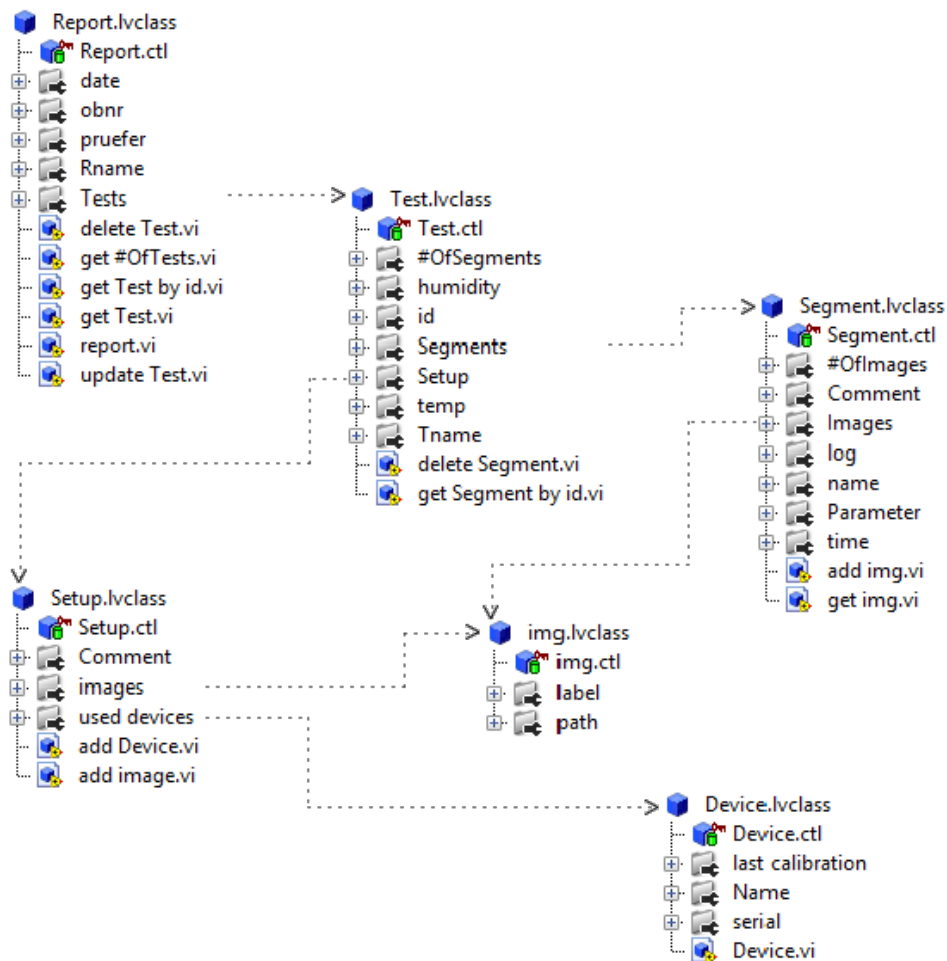 Report.lvclass
Report.ctl
date
obnr
pruefer
Rname
Tests
delete Test.vi
get #OfTests.vi
get Test by id.vi
get Test.vi
report.vi
update Test.vi
Test.lvclass
Test.ctl
#OfSegments
humidity
id
Segments
Setup
temp
Tname
delete Segment.vi
get Segment by id.vi
Segment.lvclass
Segment.ctl
#OfImages
Comment
Images
log
name
Parameter
time
add img.vi
get img.vi
Setup.lvclass
Setup.ctl
Comment
images
used devices
add Device.vi
add image.vi
img.lvclass
img.ctl
label
path
Device.lvclass
Device.ctl
last calibration
Name
serial
Device.vi